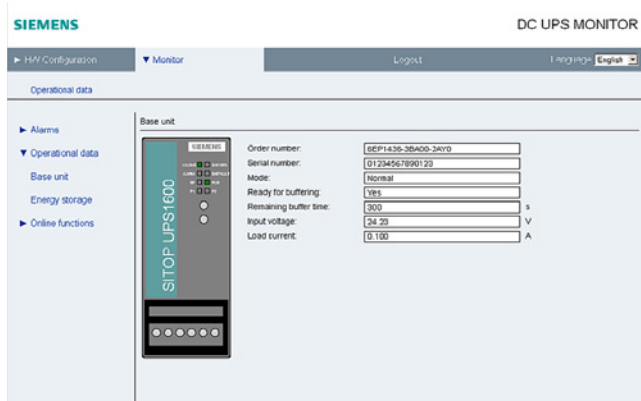 SIEMENS
DC UPS MONITOR
► H/W Configuration
▼ Monitor
Logout
Language English
Operational data
► Alarms
▼ Operational data
Base unit
Energy storage
► Online functions
Base unit
SIEMENS
SITOP UPS1600
Order number: 6EP1436-3BA00-2AY0
Serial number: 01234567890123
Mode: Normal
Ready for buffering: Yes
Remaining buffer time: 300 s
Input voltage: 24.23 V
Load current: 0.100 A